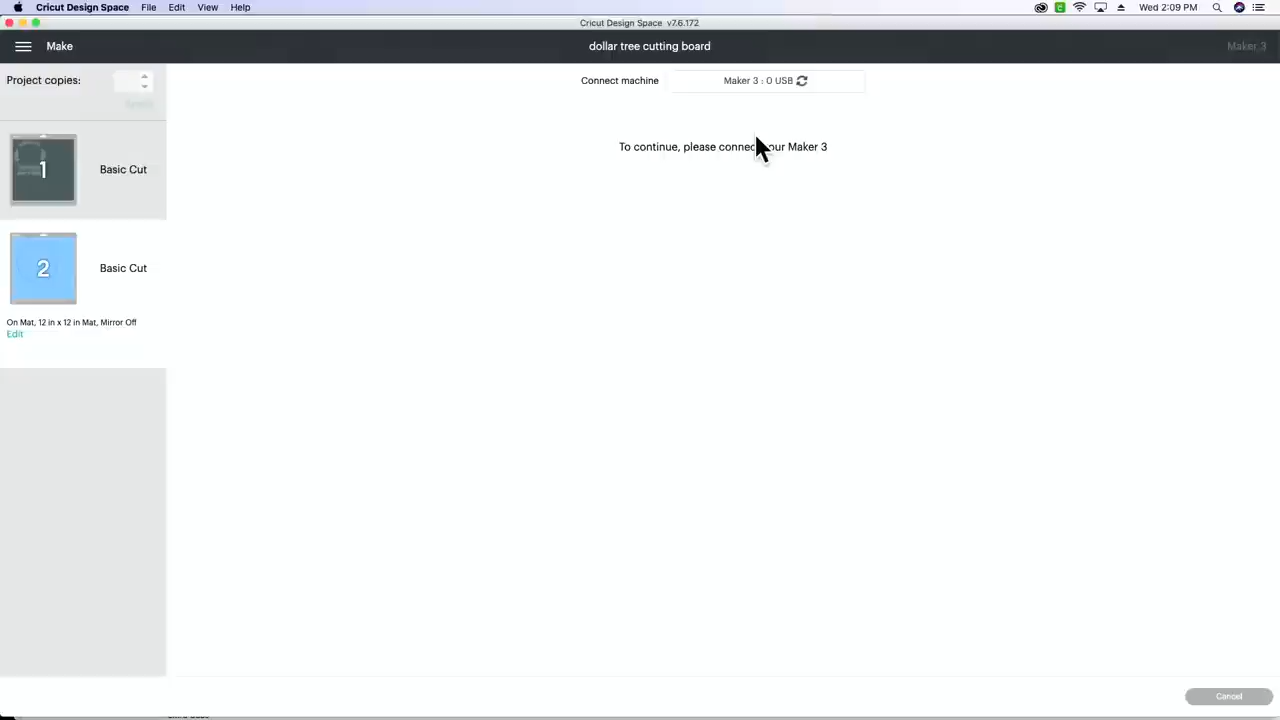 Cricut Design Space File Edit View Help Wed 2:09 PM
Cricut Design Space v7.6.172
Make dollar tree cutting board Maker 3
Project copies: Connect machine Maker 3 : 0 USB
To continue, please connec our Maker 3
1 Basic Cut
2 Basic Cut
On Mat, 12 in x 12 in Mat, Mirror Off
Edit
Cancel